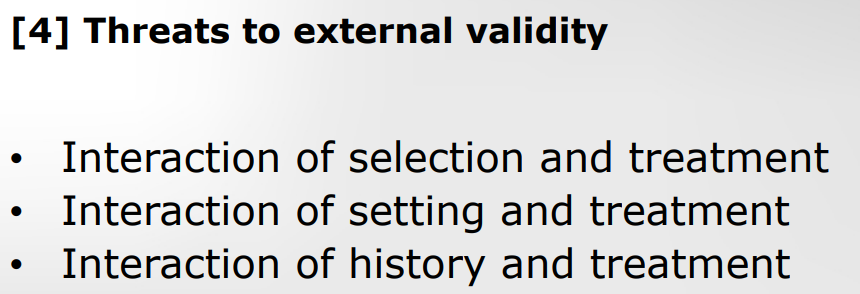 [4] Threats to external validity
• Interaction of selection and treatment
• Interaction of setting and treatment
• Interaction of history and treatment